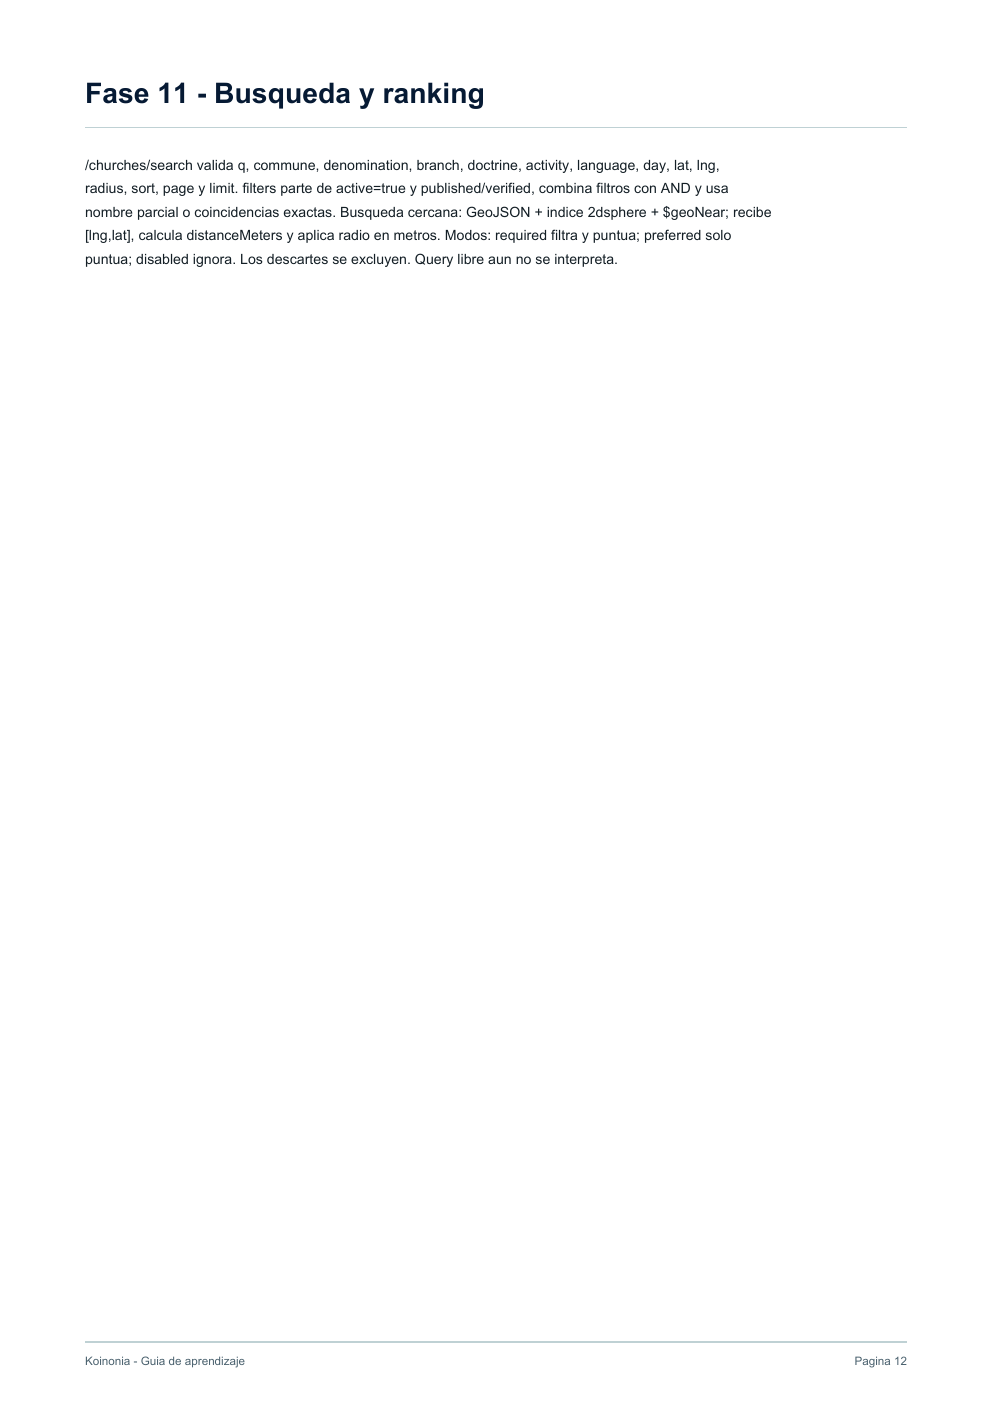 Fase 11 - Busqueda y ranking
/churches/search valida q, commune, denomination, branch, doctrine, activity, language, day, lat, lng,
radius, sort, page y limit. filters parte de active=true y published/verified, combina filtros con AND y usa
nombre parcial o coincidencias exactas. Busqueda cercana: GeoJSON + indice 2dsphere + $geoNear; recibe
[lng,lat], calcula distanceMeters y aplica radio en metros. Modos: required filtra y puntua; preferred solo
puntua; disabled ignora. Los descartes se excluyen. Query libre aun no se interpreta.
Koinonia - Guia de aprendizaje
Pagina 12